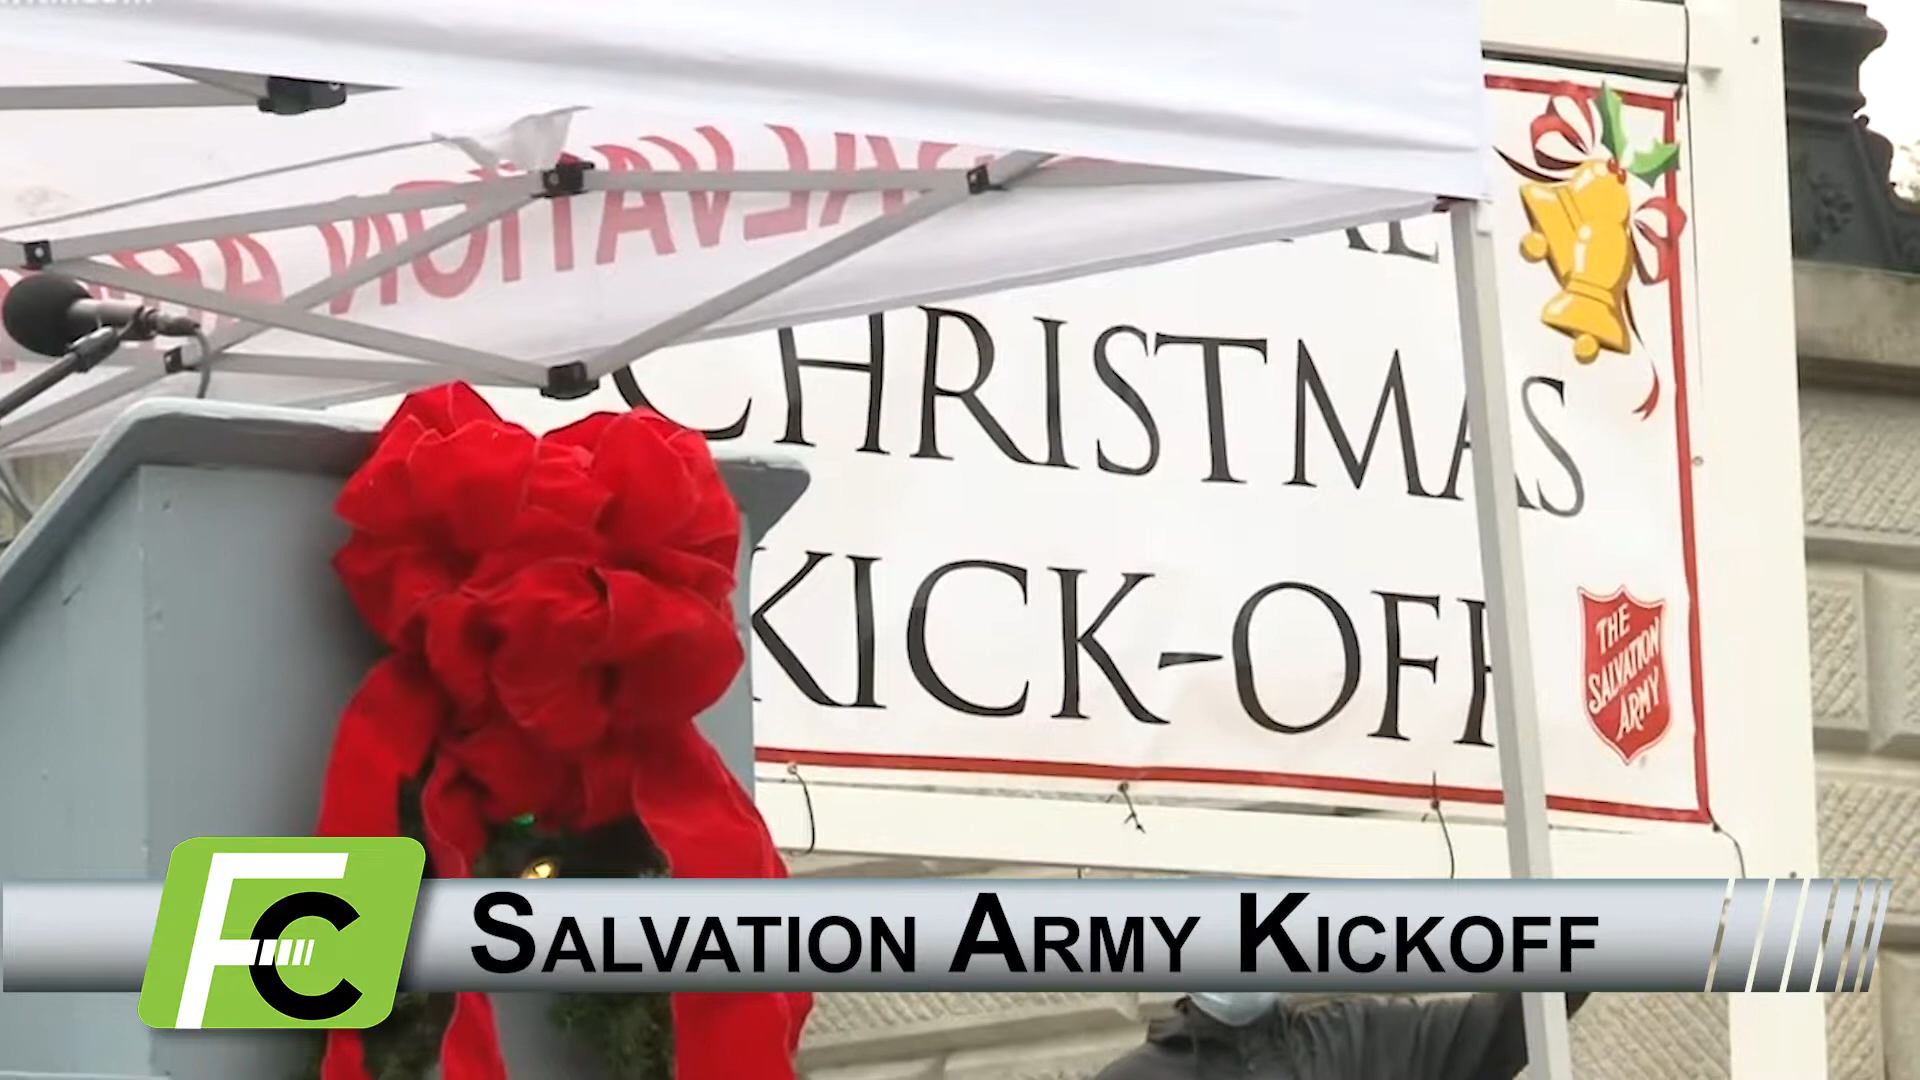 CHRISTMAS
KICK-OFF
THE
SALVATION
ARMY
FC
SALVATION ARMY KICKOFF